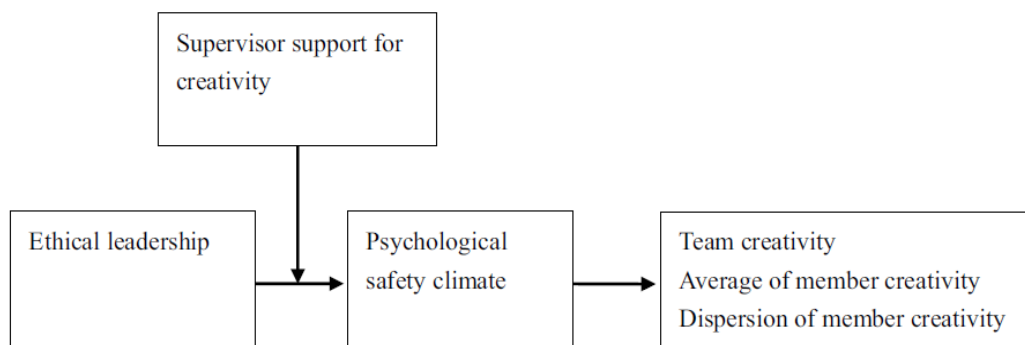 Supervisor support for
creativity
Ethical leadership
Psychological
safety climate
Team creativity
Average of member creativity
Dispersion of member creativity